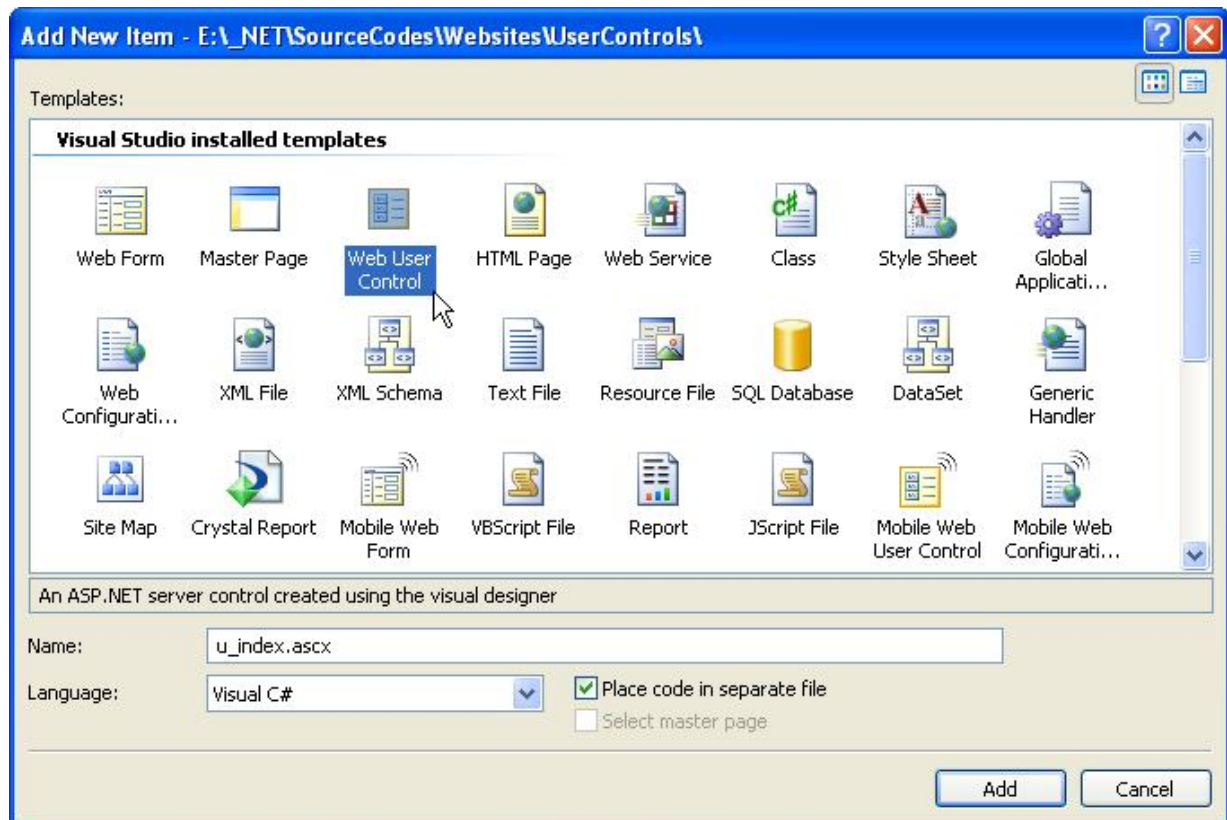 Add New Item - E:\_NET\SourceCodes\Websites\UserControls\
Templates:
Visual Studio installed templates
Web Form
Master Page
Web User
Control
HTML Page
Web Service
Class
Style Sheet
Global
Applicati...
Web
Configurati...
XML File
XML Schema
Text File
Resource File
SQL Database
DataSet
Generic
Handler
Site Map
Crystal Report
Mobile Web
Form
VBScript File
Report
JScript File
Mobile Web
User Control
Mobile Web
Configurati...
An ASP.NET server control created using the visual designer
Name:
u_index.ascx
Language:
Visual C#
Place code in separate file
Select master page
Add
Cancel